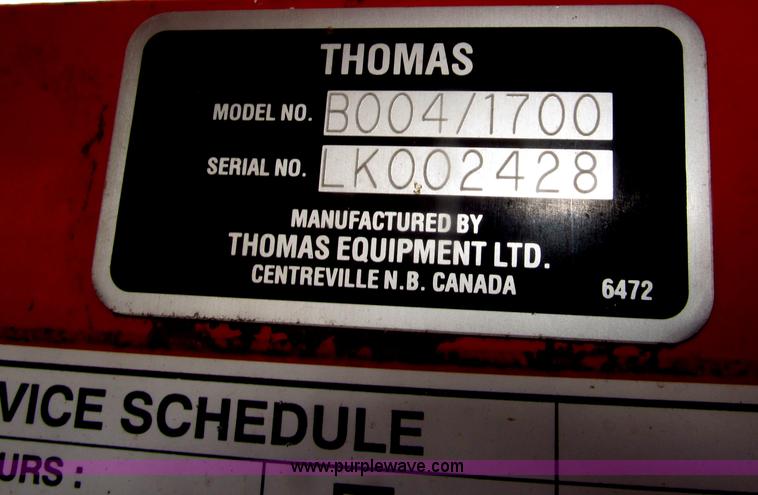 THOMAS
MODEL NO. B004/1700
SERIAL NO. LK002428
MANUFACTURED BY
THOMAS EQUIPMENT LTD.
CENTREVILLE N.B. CANADA 6472
VICE SCHEDULE
URS :
www.purplewave.com